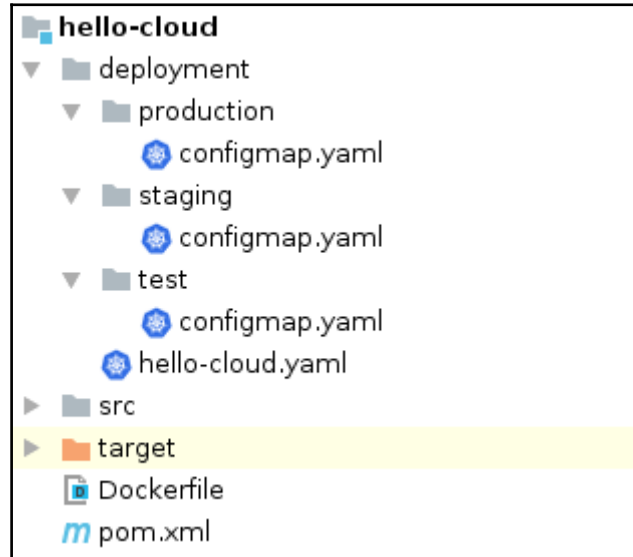 hello-cloud
deployment
production
configmap.yaml
staging
configmap.yaml
test
configmap.yaml
hello-cloud.yaml
src
target
Dockerfile
pom.xml